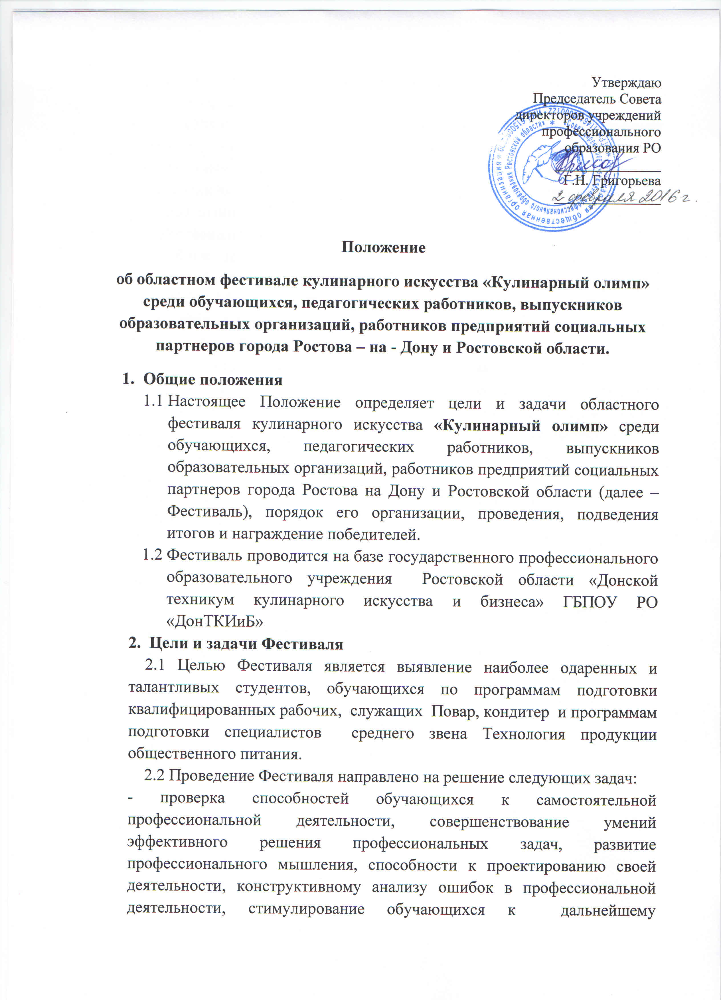 Утверждаю
Председатель Совета
директоров учреждений
профессионального
образования РО
Г.Н. Григорьева
2 февраля 2016 г.
Положение
об областном фестивале кулинарного искусства «Кулинарный олимп»
среди обучающихся, педагогических работников, выпускников
образовательных организаций, работников предприятий социальных
партнеров города Ростова – на - Дону и Ростовской области.
1. Общие положения
1.1 Настоящее Положение определяет цели и задачи областного
фестиваля кулинарного искусства «Кулинарный олимп» среди
обучающихся, педагогических работников, выпускников
образовательных организаций, работников предприятий социальных
партнеров города Ростова на Дону и Ростовской области (далее –
Фестиваль), порядок его организации, проведения, подведения
итогов и награждение победителей.
1.2 Фестиваль проводится на базе государственного профессионального
образовательного учреждения Ростовской области «Донской
техникум кулинарного искусства и бизнеса» ГБПОУ РО
«ДонТКИиБ»
2. Цели и задачи Фестиваля
2.1 Целью Фестиваля является выявление наиболее одаренных и
талантливых студентов, обучающихся по программам подготовки
квалифицированных рабочих, служащих Повар, кондитер и программам
подготовки специалистов среднего звена Технология продукции
общественного питания.
2.2 Проведение Фестиваля направлено на решение следующих задач:
- проверка способностей обучающихся к самостоятельной
профессиональной деятельности, совершенствование умений
эффективного решения профессиональных задач, развитие
профессионального мышления, способности к проектированию своей
деятельности, конструктивному анализу ошибок в профессиональной
деятельности, стимулирование обучающихся к дальнейшему